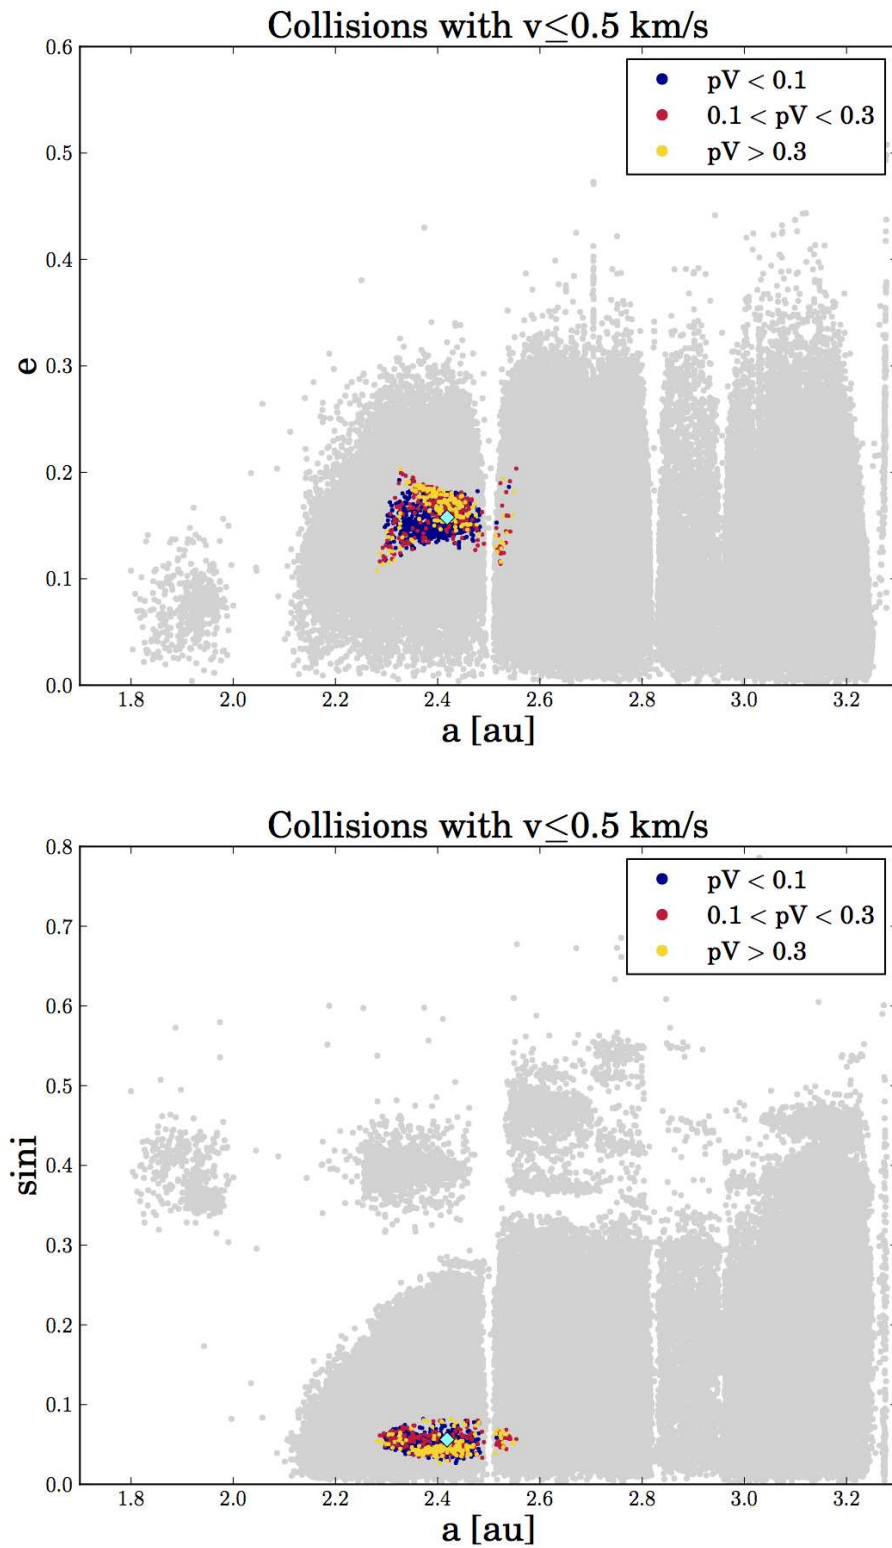 Collisions with v≤0.5 km/s
0.6
pV < 0.1
0.1 < pV < 0.3
pV > 0.3
0.5
0.4
e
0.3
0.2
0.1
0.0
1.8 2.0 2.2 2.4 2.6 2.8 3.0 3.2
a [au]
Collisions with v≤0.5 km/s
0.8
pV < 0.1
0.1 < pV < 0.3
pV > 0.3
0.7
0.6
0.5
sini
0.4
0.3
0.2
0.1
0.0
1.8 2.0 2.2 2.4 2.6 2.8 3.0 3.2
a [au]